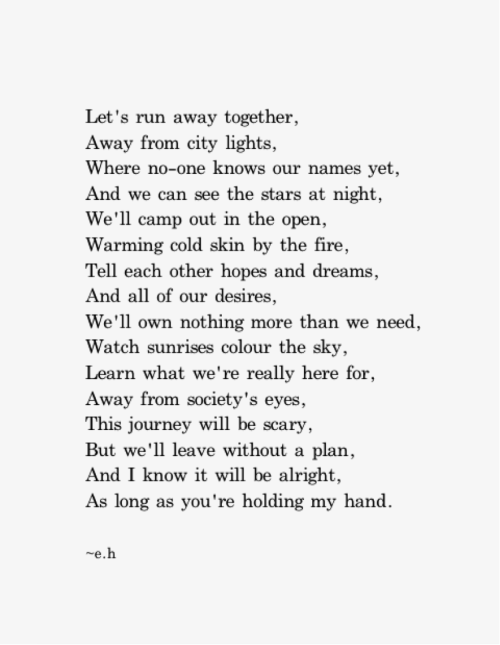 Let's run away together,
Away from city lights,
Where no-one knows our names yet,
And we can see the stars at night,
We'll camp out in the open,
Warming cold skin by the fire,
Tell each other hopes and dreams,
And all of our desires,
We'll own nothing more than we need,
Watch sunrises colour the sky,
Learn what we're really here for,
Away from society's eyes,
This journey will be scary,
But we'll leave without a plan,
And I know it will be alright,
As long as you're holding my hand.
~e.h